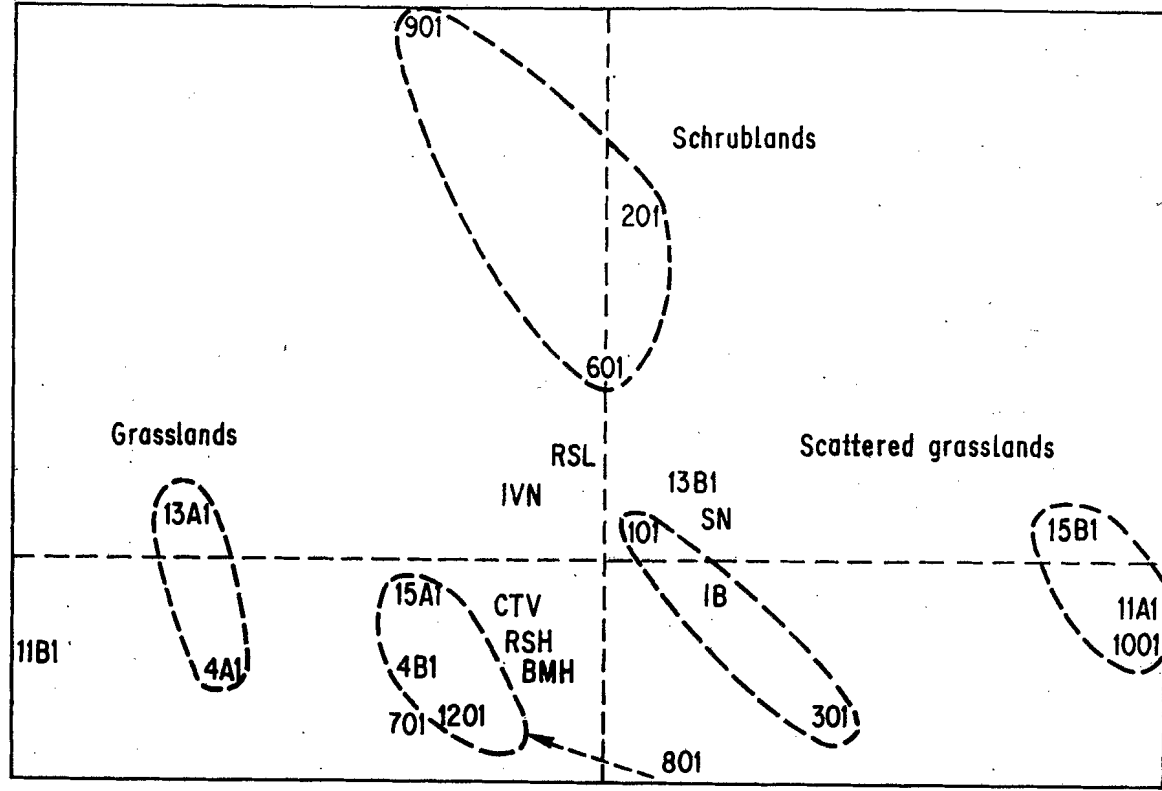 901
Schrublands
201
601
Grasslands
RSL
Scattered grasslands
IVN
13B1
13A1
SN
101
15B1
15A1
CTV
IB
11A1
11B1
RSH
1001
4A1
4B1
BMH
701
1201
301
801